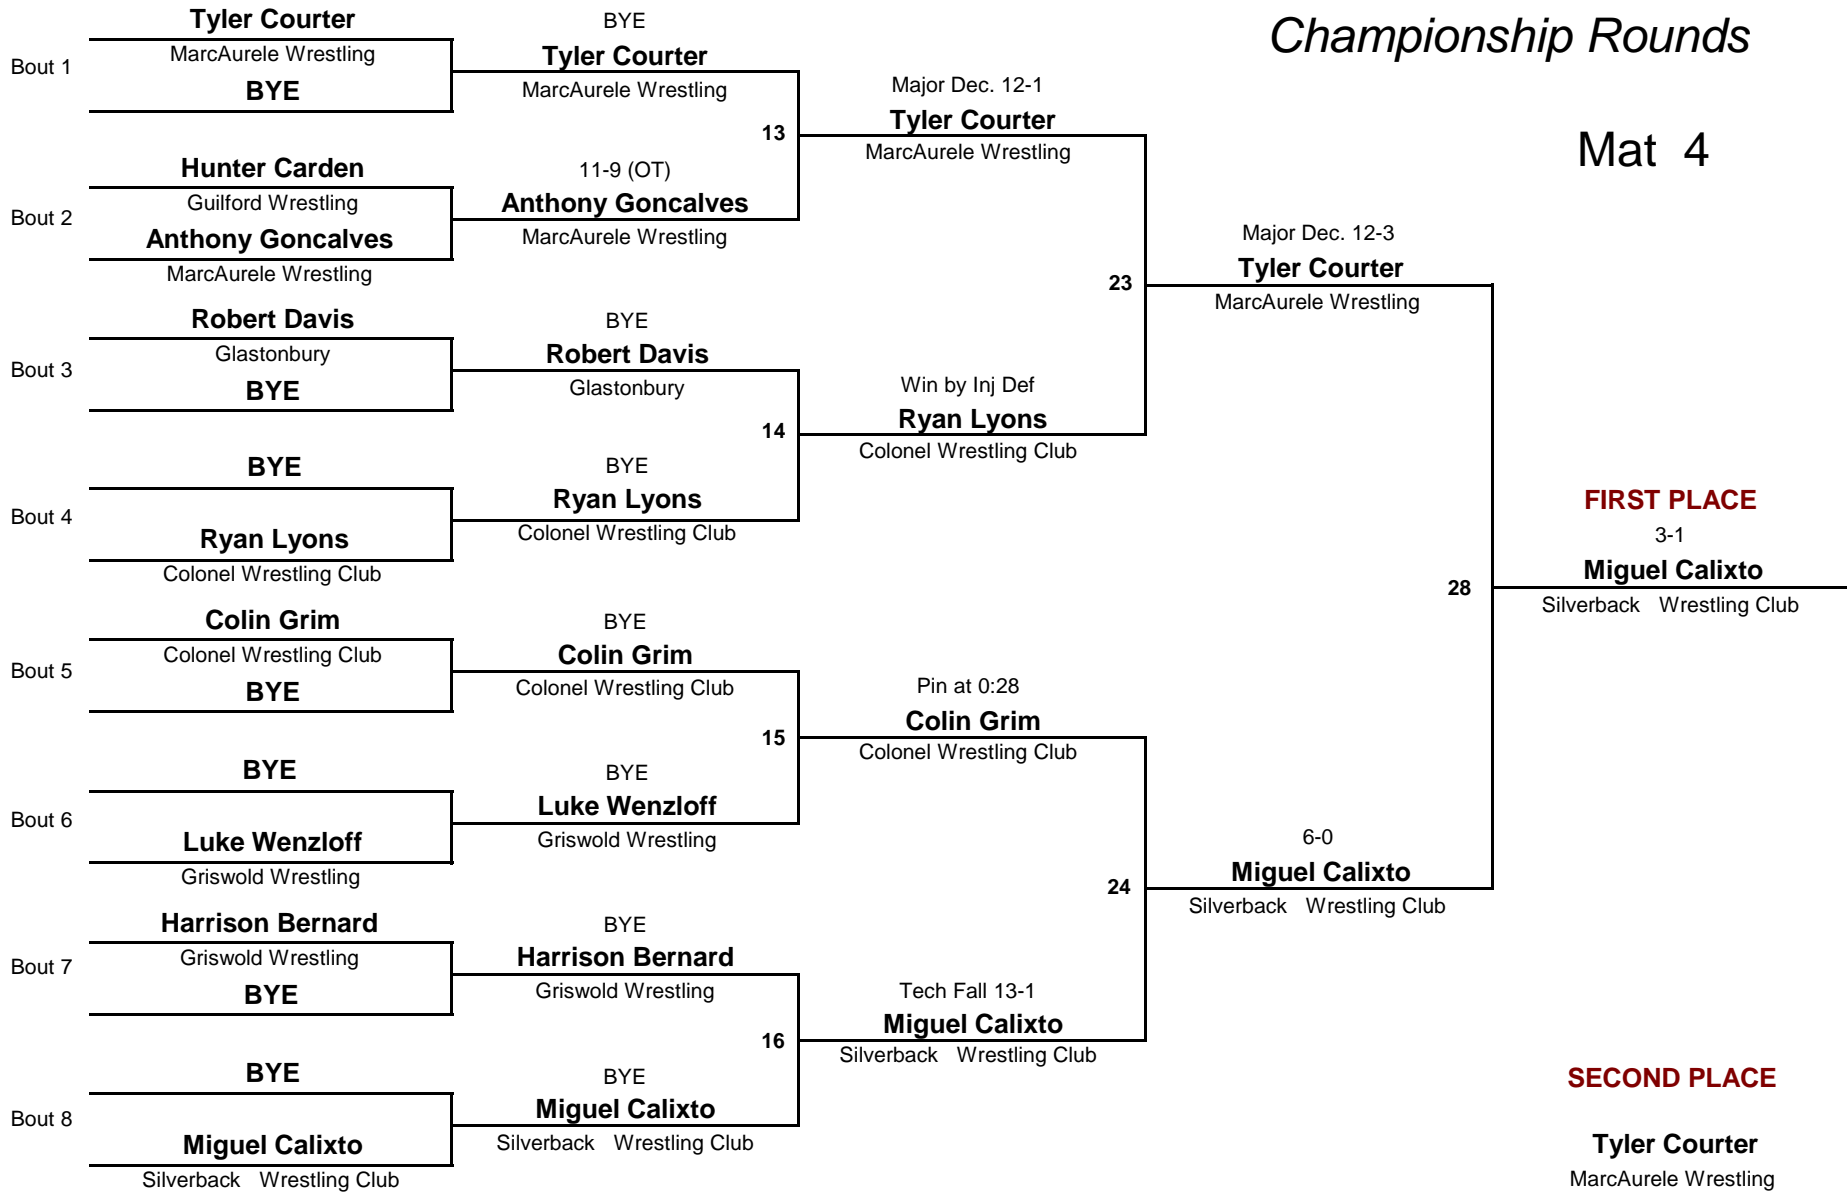 Championship Rounds
Mat 4
Bout 1
Tyler Courter
MarcAurele Wrestling
BYE
Bout 2
Hunter Carden
Guilford Wrestling
Anthony Goncalves
MarcAurele Wrestling
Bout 3
Robert Davis
Glastonbury
BYE
Bout 4
BYE
Ryan Lyons
Colonel Wrestling Club
Bout 5
Colin Grim
Colonel Wrestling Club
BYE
Bout 6
BYE
Luke Wenzloff
Griswold Wrestling
Bout 7
Harrison Bernard
Griswold Wrestling
BYE
Bout 8
BYE
Miguel Calixto
Silverback Wrestling Club
BYE
Tyler Courter
MarcAurele Wrestling
13
11-9 (OT)
Anthony Goncalves
MarcAurele Wrestling
BYE
Robert Davis
Glastonbury
14
BYE
Ryan Lyons
Colonel Wrestling Club
BYE
Colin Grim
Colonel Wrestling Club
15
BYE
Luke Wenzloff
Griswold Wrestling
BYE
Harrison Bernard
Griswold Wrestling
16
BYE
Miguel Calixto
Silverback Wrestling Club
Major Dec. 12-1
Tyler Courter
MarcAurele Wrestling
23
Win by Inj Def
Ryan Lyons
Colonel Wrestling Club
Pin at 0:28
Colin Grim
Colonel Wrestling Club
24
Tech Fall 13-1
Miguel Calixto
Silverback Wrestling Club
Major Dec. 12-3
Tyler Courter
MarcAurele Wrestling
28
6-0
Miguel Calixto
Silverback Wrestling Club
FIRST PLACE
3-1
Miguel Calixto
Silverback Wrestling Club
SECOND PLACE
Tyler Courter
MarcAurele Wrestling